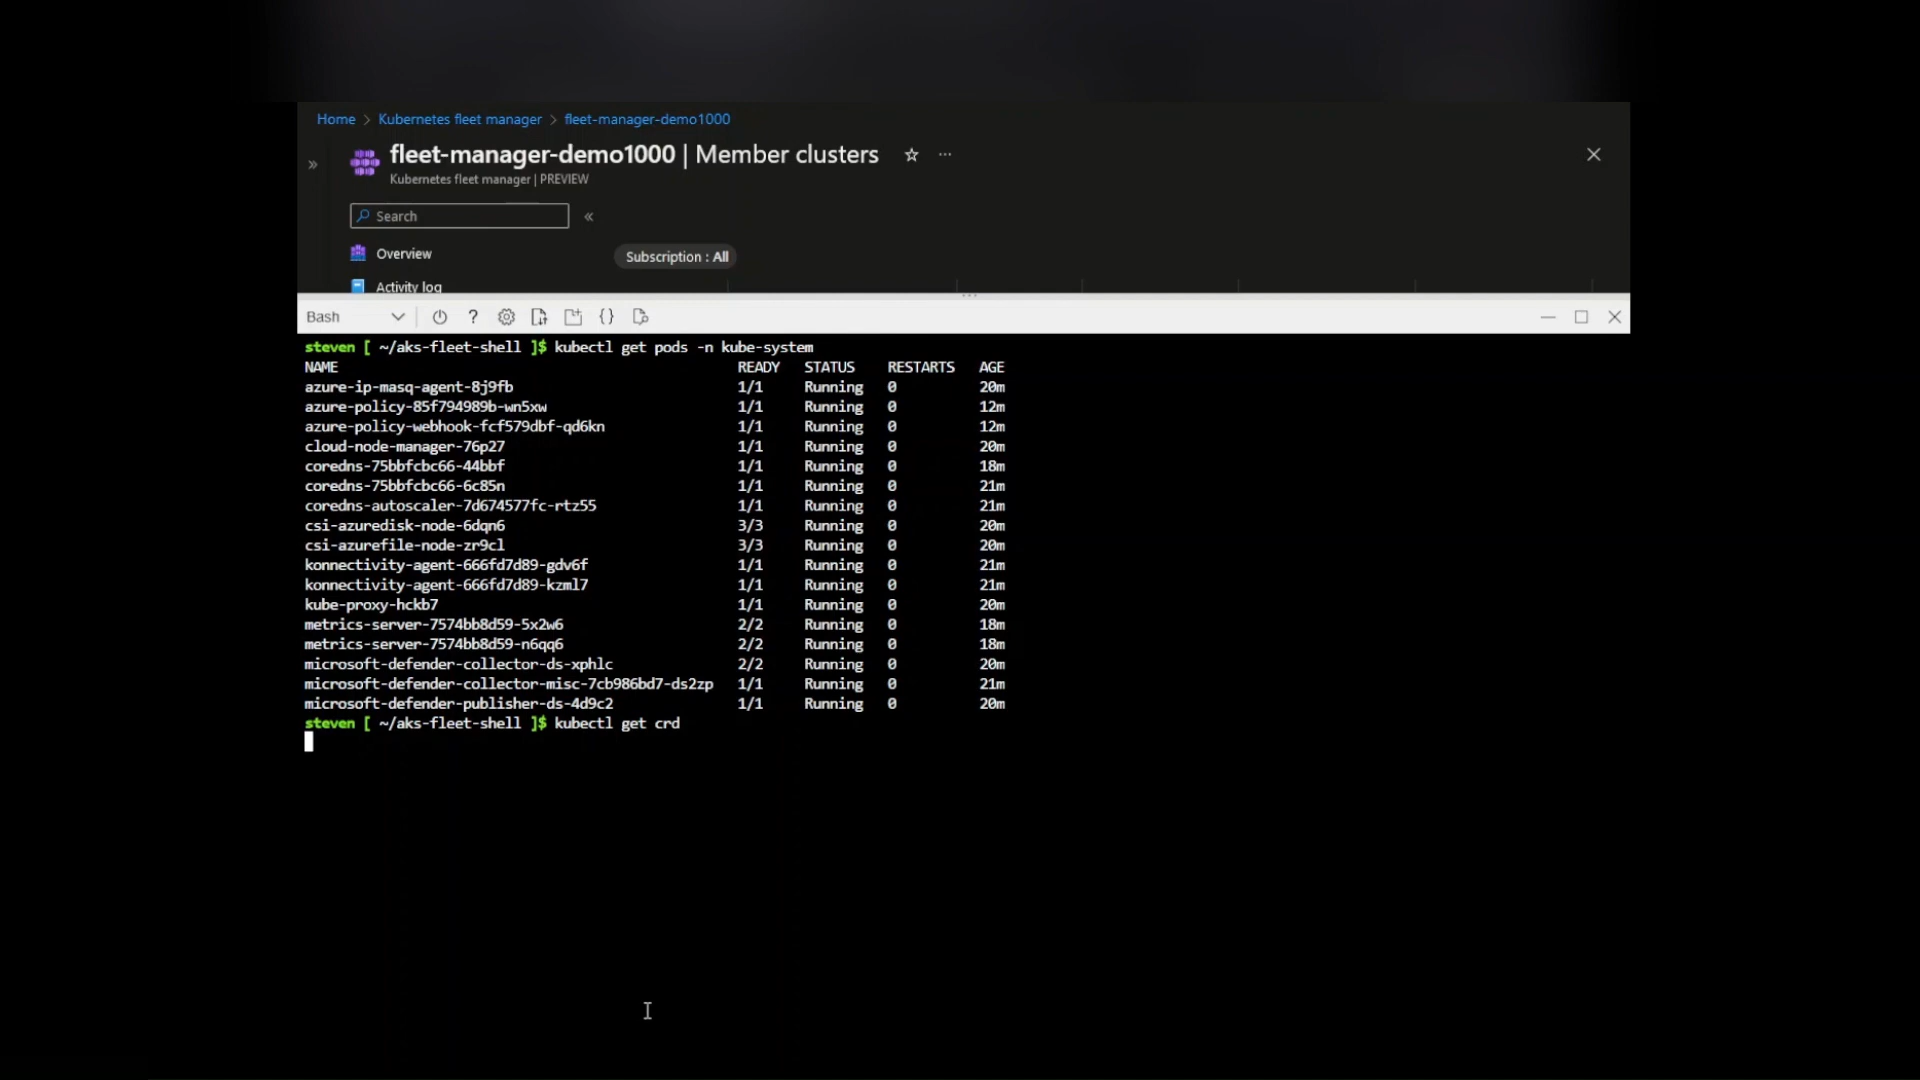 Home > Kubernetes fleet manager > fleet-manager-demo1000
» fleet-manager-demo1000 | Member clusters ☆ ···
Kubernetes fleet manager | PREVIEW
Search «
Overview
Subscription : All
Activity log
Bash
steven [ ~/aks-fleet-shell ]$ kubectl get pods -n kube-system
NAME READY STATUS RESTARTS AGE
azure-ip-masq-agent-8j9fb 1/1 Running 0 20m
azure-policy-85f794989b-wn5xw 1/1 Running 0 12m
azure-policy-webhook-fcf579dbf-qd6kn 1/1 Running 0 12m
cloud-node-manager-76p27 1/1 Running 0 20m
coredns-75bbfcbc66-44bbf 1/1 Running 0 18m
coredns-75bbfcbc66-6c85n 1/1 Running 0 21m
coredns-autoscaler-7d674577fc-rtz55 1/1 Running 0 21m
csi-azuredisk-node-6dqn6 3/3 Running 0 20m
csi-azurefile-node-zr9cl 3/3 Running 0 20m
konnectivity-agent-666fd7d89-gdv6f 1/1 Running 0 21m
konnectivity-agent-666fd7d89-kzml7 1/1 Running 0 21m
kube-proxy-hckb7 1/1 Running 0 20m
metrics-server-7574bb8d59-5x2w6 2/2 Running 0 18m
metrics-server-7574bb8d59-n6qq6 2/2 Running 0 18m
microsoft-defender-collector-ds-xphlc 2/2 Running 0 20m
microsoft-defender-collector-misc-7cb986bd7-ds2zp 1/1 Running 0 21m
microsoft-defender-publisher-ds-4d9c2 1/1 Running 0 20m
steven [ ~/aks-fleet-shell ]$ kubectl get crd